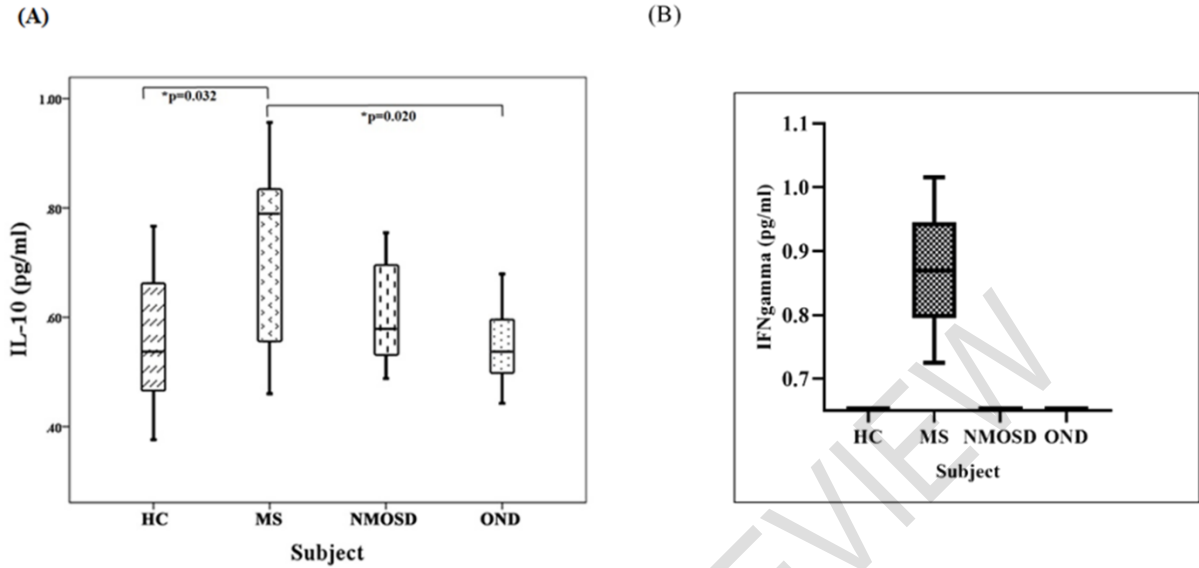 (A)
(B)
*p=0.032
*p=0.020
1.00
.80
.60
.40
IL-10 (pg/ml)
HC MS NMOSD OND
Subject
1.1
1.0
0.9
0.8
0.7
IFNgamma (pg/ml)
HC MS NMOSD OND
Subject